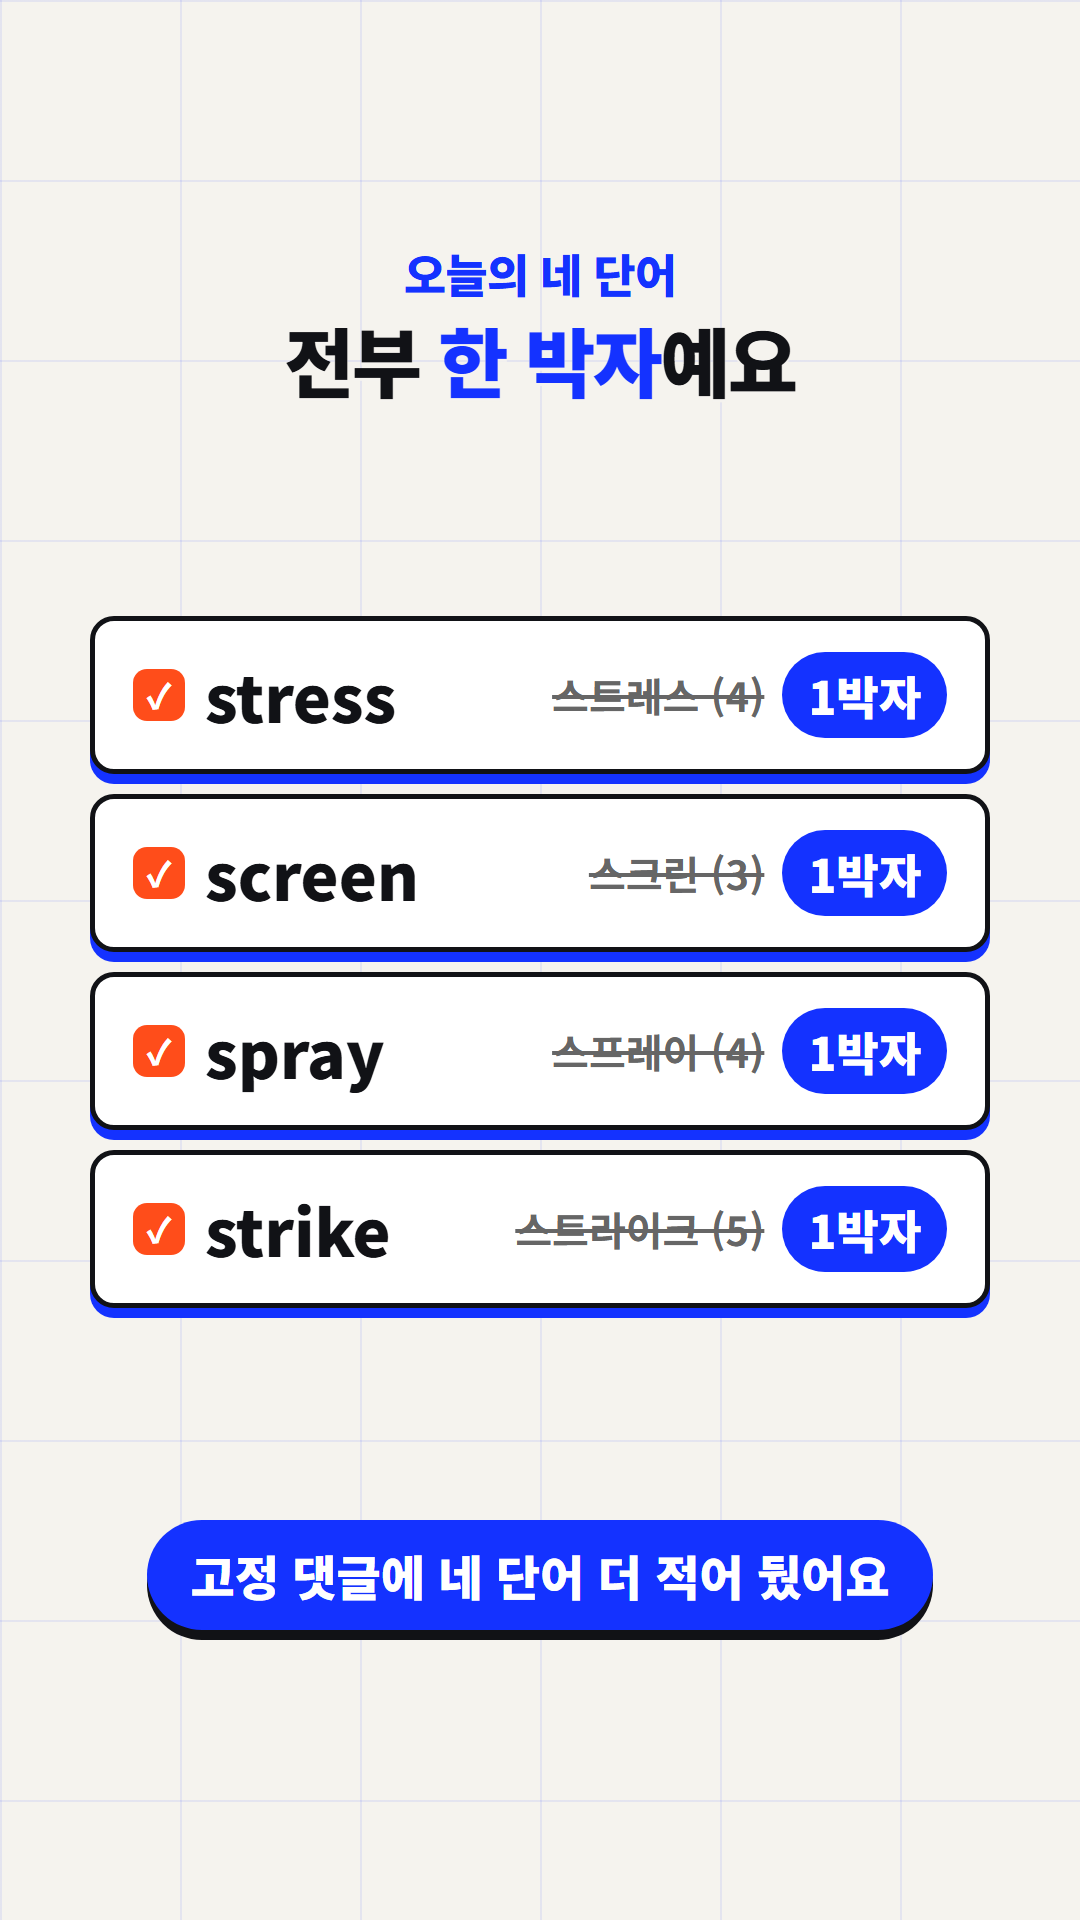 오늘의 네 단어
전부 한 박자예요
✓ stress 스트레스 (4) 1박자
✓ screen 스크린 (3) 1박자
✓ spray 스프레이 (4) 1박자
✓ strike 스트라이크 (5) 1박자
고정 댓글에 네 단어 더 적어 뒀어요